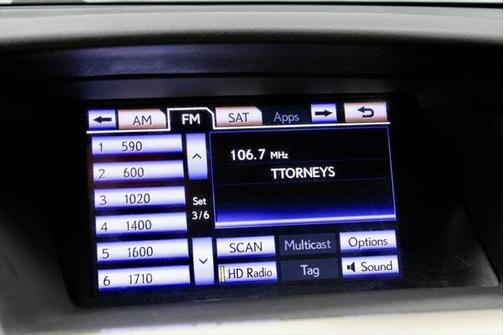 AM FM SAT Apps
1 590
2 600
3 1020
4 1400
5 1600
6 1710
Set
3/6
106.7 MHz
TTORNEYS
SCAN Multicast Options
HD Radio Tag Sound